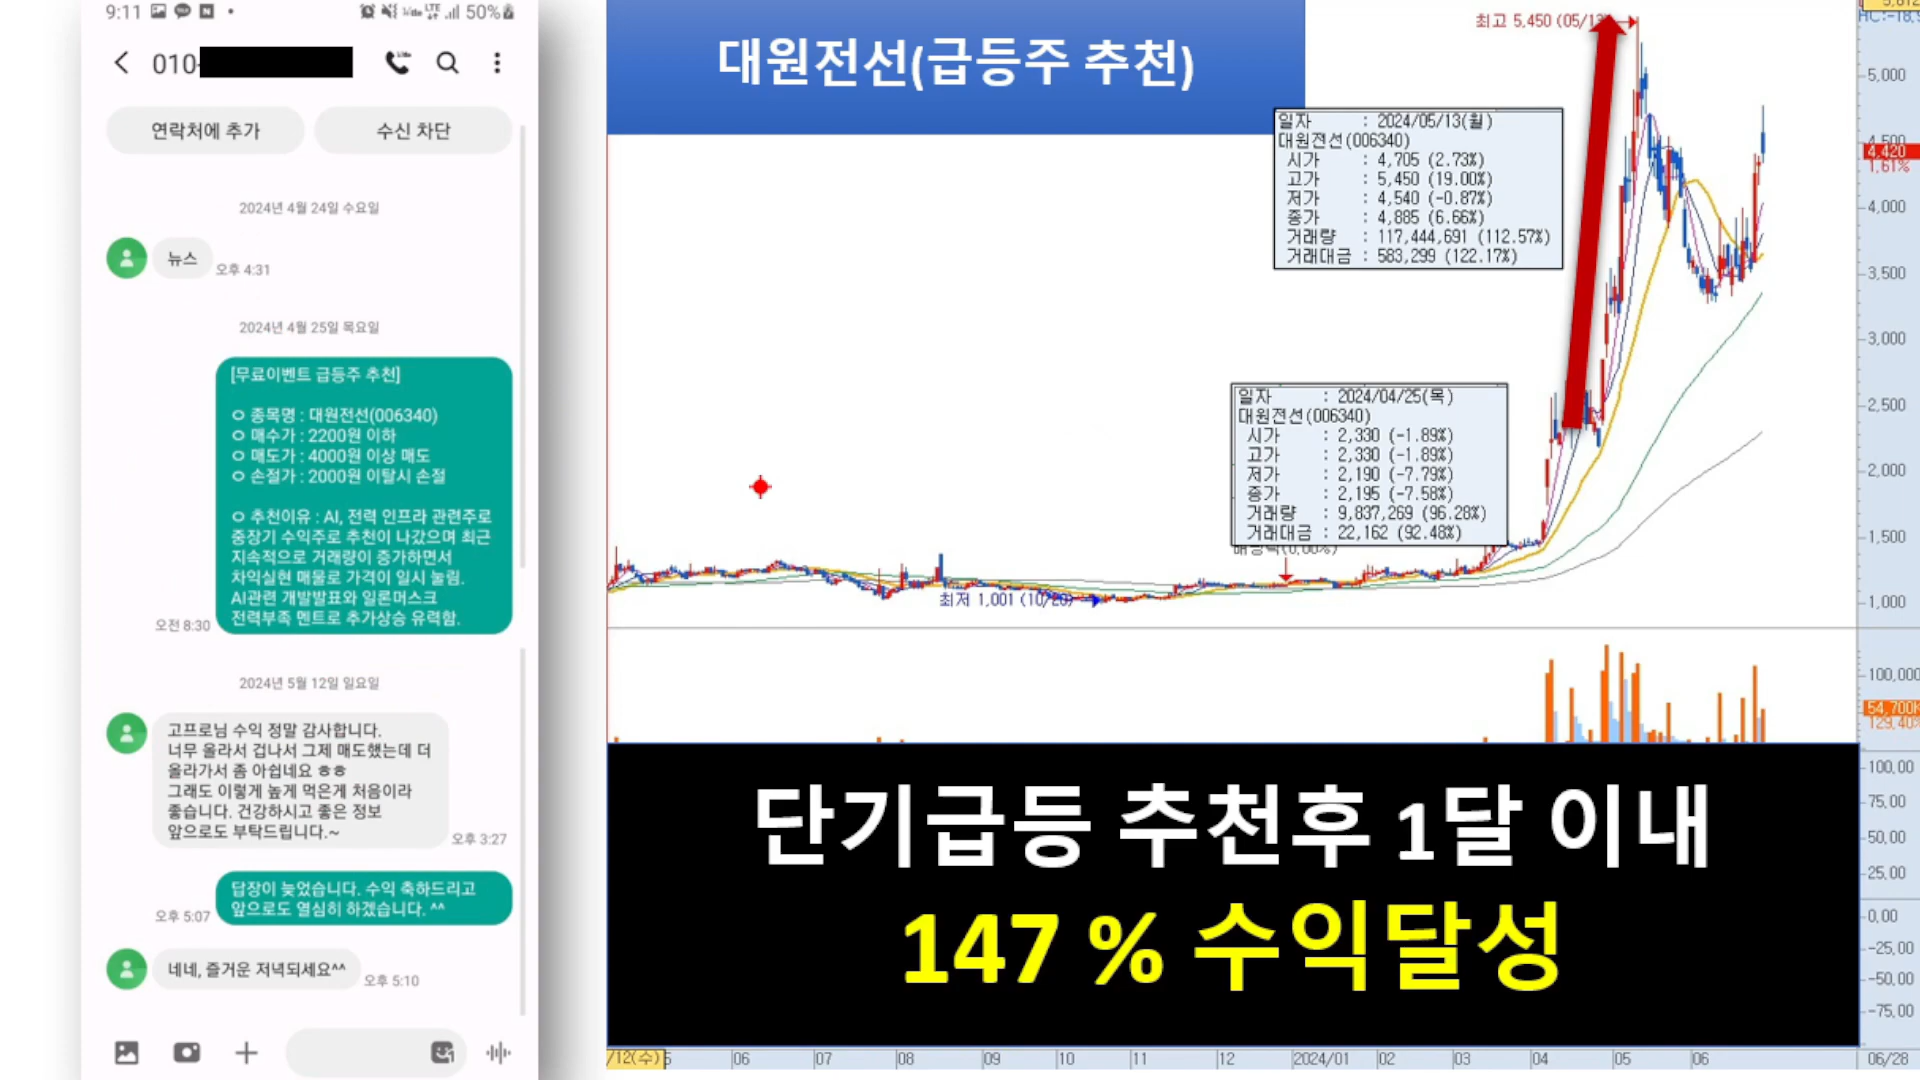 9:11
50%
010-
연락처에 추가
수신 차단
2024년 4월 24일 수요일
뉴스
오후 4:31
2024년 4월 25일 목요일
[무료이벤트 급등주 추천]
ㅇ 종목명 : 대원전선(006340)
ㅇ 매수가 : 2200원 이하
ㅇ 매도가 : 4000원 이상 매도
ㅇ 손절가 : 2000원 이탈시 손절
ㅇ 추천이유 : AI, 전력 인프라 관련주로
중장기 수익주로 추천이 나갔으며 최근
지속적으로 거래량이 증가하면서
차익실현 매물로 가격이 일시 눌림.
AI관련 개발발표와 일론머스크
전력부족 멘트로 추가상승 유력함.
오전 8:30
2024년 5월 12일 일요일
고프로님 수익 정말 감사합니다.
너무 올라서 겁나서 그제 매도했는데 더
올라가서 좀 아쉽네요 ㅎㅎ
그래도 이렇게 높게 먹은게 처음이라
좋습니다. 건강하시고 좋은 정보
앞으로도 부탁드립니다.~
오후 3:27
답장이 늦었습니다. 수익 축하드리고
앞으로도 열심히 하겠습니다. ^^
오후 5:07
네네, 즐거운 저녁되세요^^
오후 5:10
대원전선(급등주 추천)
최고 5,450 (05/13)
일자 : 2024/05/13(월)
대원전선(006340)
시가 : 4,705 (2.73%)
고가 : 5,450 (19.00%)
저가 : 4,540 (-0.87%)
종가 : 4,885 (6.66%)
거래량 : 117,444,691 (112.57%)
거래대금 : 583,299 (122.17%)
일자 : 2024/04/25(목)
대원전선(006340)
시가 : 2,330 (-1.89%)
고가 : 2,330 (-1.89%)
저가 : 2,190 (-7.79%)
종가 : 2,195 (-7.58%)
거래량 : 9,837,269 (96.28%)
거래대금 : 22,162 (92.48%)
최저 1,001 (10/20)
5,000
4,500
4,420
1,61%
4,000
3,500
3,000
2,500
2,000
1,500
1,000
100,000
54,700K
129.40%
100,00
75,00
50,00
25,00
0,00
-25,00
-50,00
-75,00
단기급등 추천후 1달 이내
147 % 수익달성
/12(수) 5 06 07 08 09 10 11 12 2024/01 02 03 04 05 06 06/28